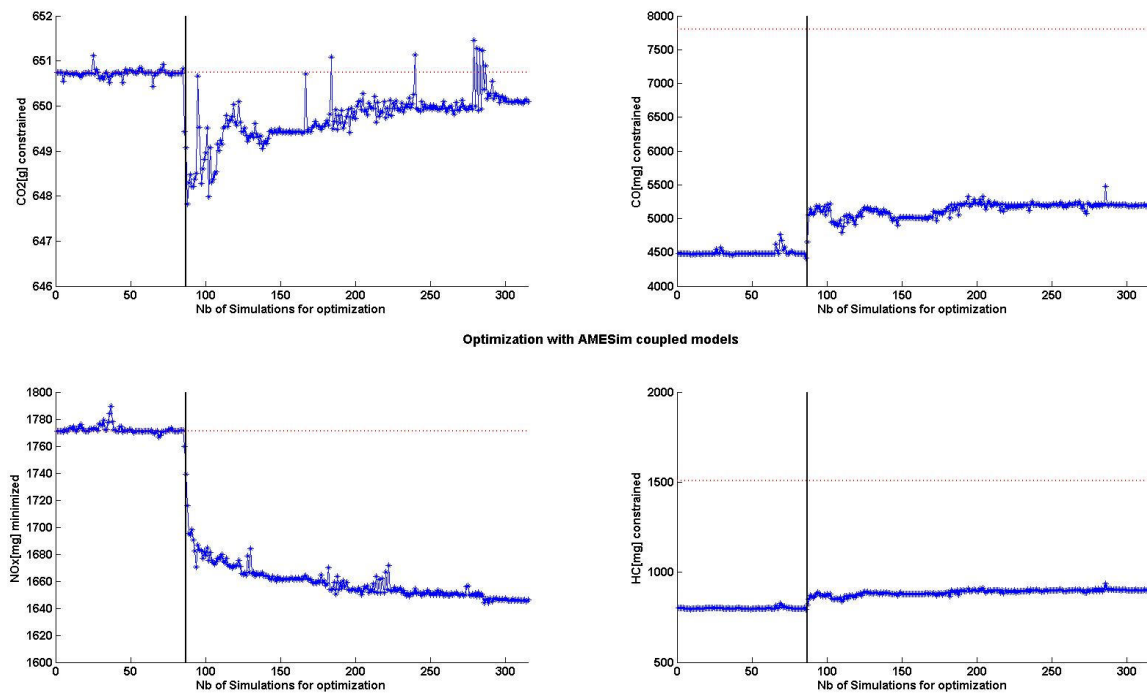 652
651
650
649
648
647
646
CO2[g] constrained
0 50 100 150 200 250 300
Nb of Simulations for optimization
8000
7500
7000
6500
6000
5500
5000
4500
4000
CO[mg] constrained
0 50 100 150 200 250 300
Nb of Simulations for optimization
Optimization with AMESim coupled models
1800
1780
1760
1740
1720
1700
1680
1660
1640
1620
1600
NOx[mg] minimized
0 50 100 150 200 250 300
Nb of Simulations for optimization
2000
1500
1000
500
HC[mg] constrained
0 50 100 150 200 250 300
Nb of Simulations for optimization